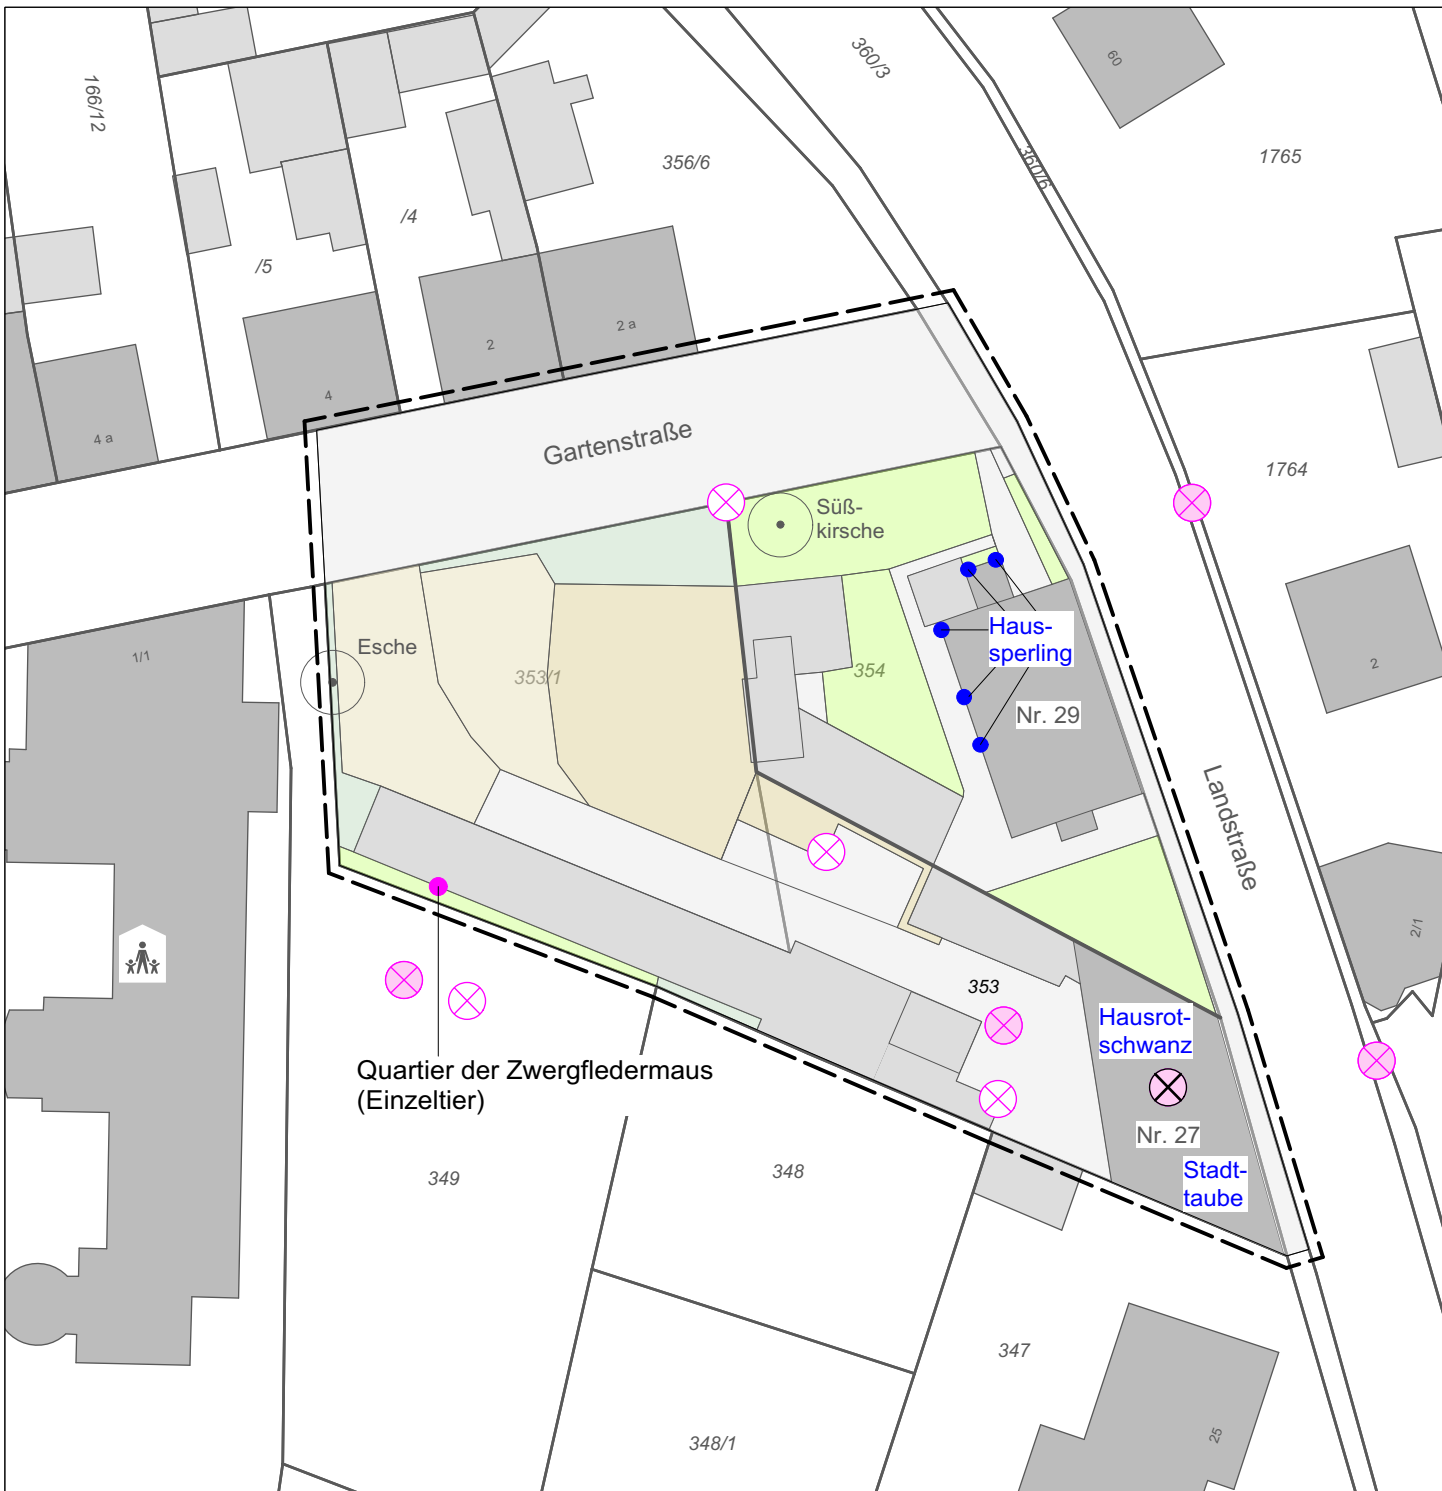 360/3
60
166/12
356/6
360/6
1765
/4
/5
2 a
2
4
4 a
Gartenstraße
1764
Süß-
kirsche
Haus-
sperling
1/1
Esche
353/1
354
2
Nr. 29
Landstraße
2/1
353
Hausrot-
schwanz
Quartier der Zwergfledermaus
(Einzeltier)
Nr. 27
Stadt-
taube
349
348
347
348/1
25